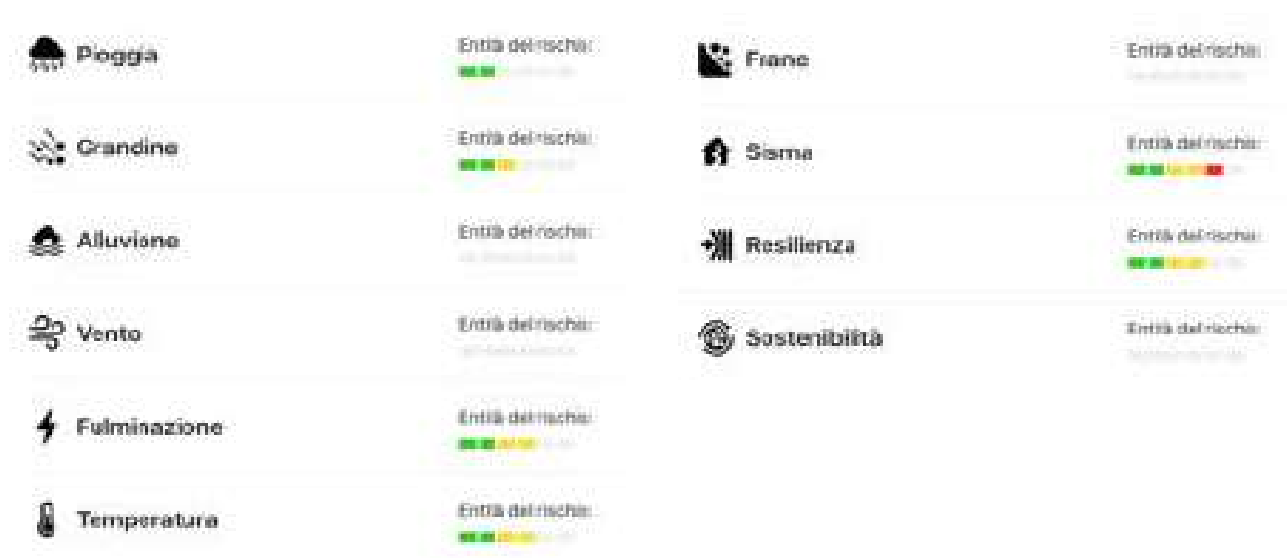 Pioggia
Entità del rischio:
Grandine
Entità del rischio:
Alluvione
Entità del rischio:
Vento
Entità del rischio:
Fulminazione
Entità del rischio:
Temperatura
Entità del rischio:
Frane
Entità del rischio:
Sisma
Entità del rischio:
Resilienza
Entità del rischio:
Sostenibilità
Entità del rischio: